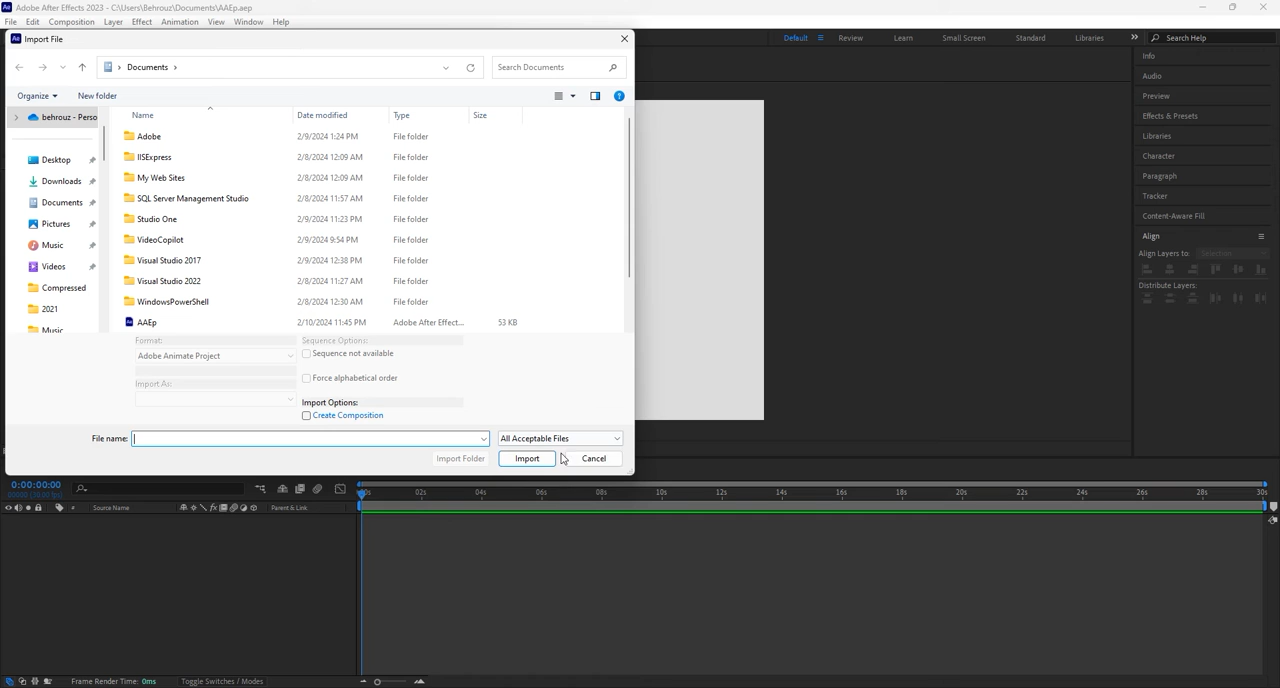 Adobe After Effects 2023 - C:\Users\Behrouz\Documents\AAEp.aep
File Edit Composition Layer Effect Animation View Window Help
Import File
Default Review Learn Small Screen Standard Libraries Search Help
Documents
Search Documents
Organize New folder
Name Date modified Type Size
behrouz - Perso
Desktop
Downloads
Documents
Pictures
Music
Videos
Compressed
2021
Music
Adobe 2/9/2024 1:24 PM File folder
IISExpress 2/8/2024 12:09 AM File folder
My Web Sites 2/8/2024 12:09 AM File folder
SQL Server Management Studio 2/8/2024 11:57 AM File folder
Studio One 2/9/2024 11:23 PM File folder
VideoCopilot 2/9/2024 9:54 PM File folder
Visual Studio 2017 2/9/2024 12:38 PM File folder
Visual Studio 2022 2/8/2024 11:27 AM File folder
WindowsPowerShell 2/8/2024 12:30 AM File folder
AAEp 2/10/2024 11:45 PM Adobe After Effect... 53 KB
Format:
Adobe Animate Project
Import As:
Sequence Options:
Sequence not available
Force alphabetical order
Import Options:
Create Composition
File name:
All Acceptable Files
Import Folder Import Cancel
Info
Audio
Preview
Effects & Presets
Libraries
Character
Paragraph
Tracker
Content-Aware Fill
Align
Align Layers to: Selection
Distribute Layers:
0:00:00:00
00000 (30.00 fps)
00s 02s 04s 06s 08s 10s 12s 14s 16s 18s 20s 22s 24s 26s 28s 30s
# Source Name fx Parent & Link
Frame Render Time: 0ms Toggle Switches / Modes